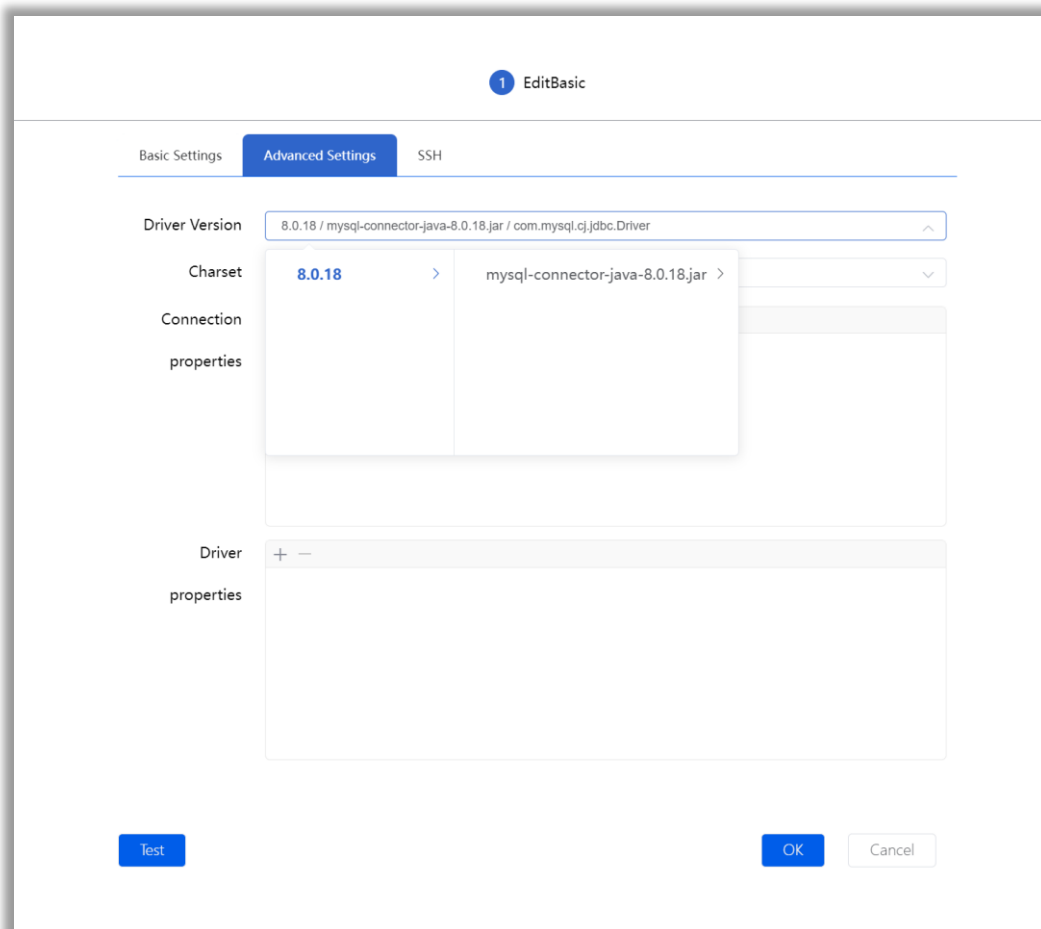 1 EditBasic
Basic Settings Advanced Settings SSH
Driver Version 8.0.18 / mysql-connector-java-8.0.18.jar / com.mysql.cj.jdbc.Driver
Charset
8.0.18 mysql-connector-java-8.0.18.jar
Connection
properties
Driver
properties
Test OK Cancel